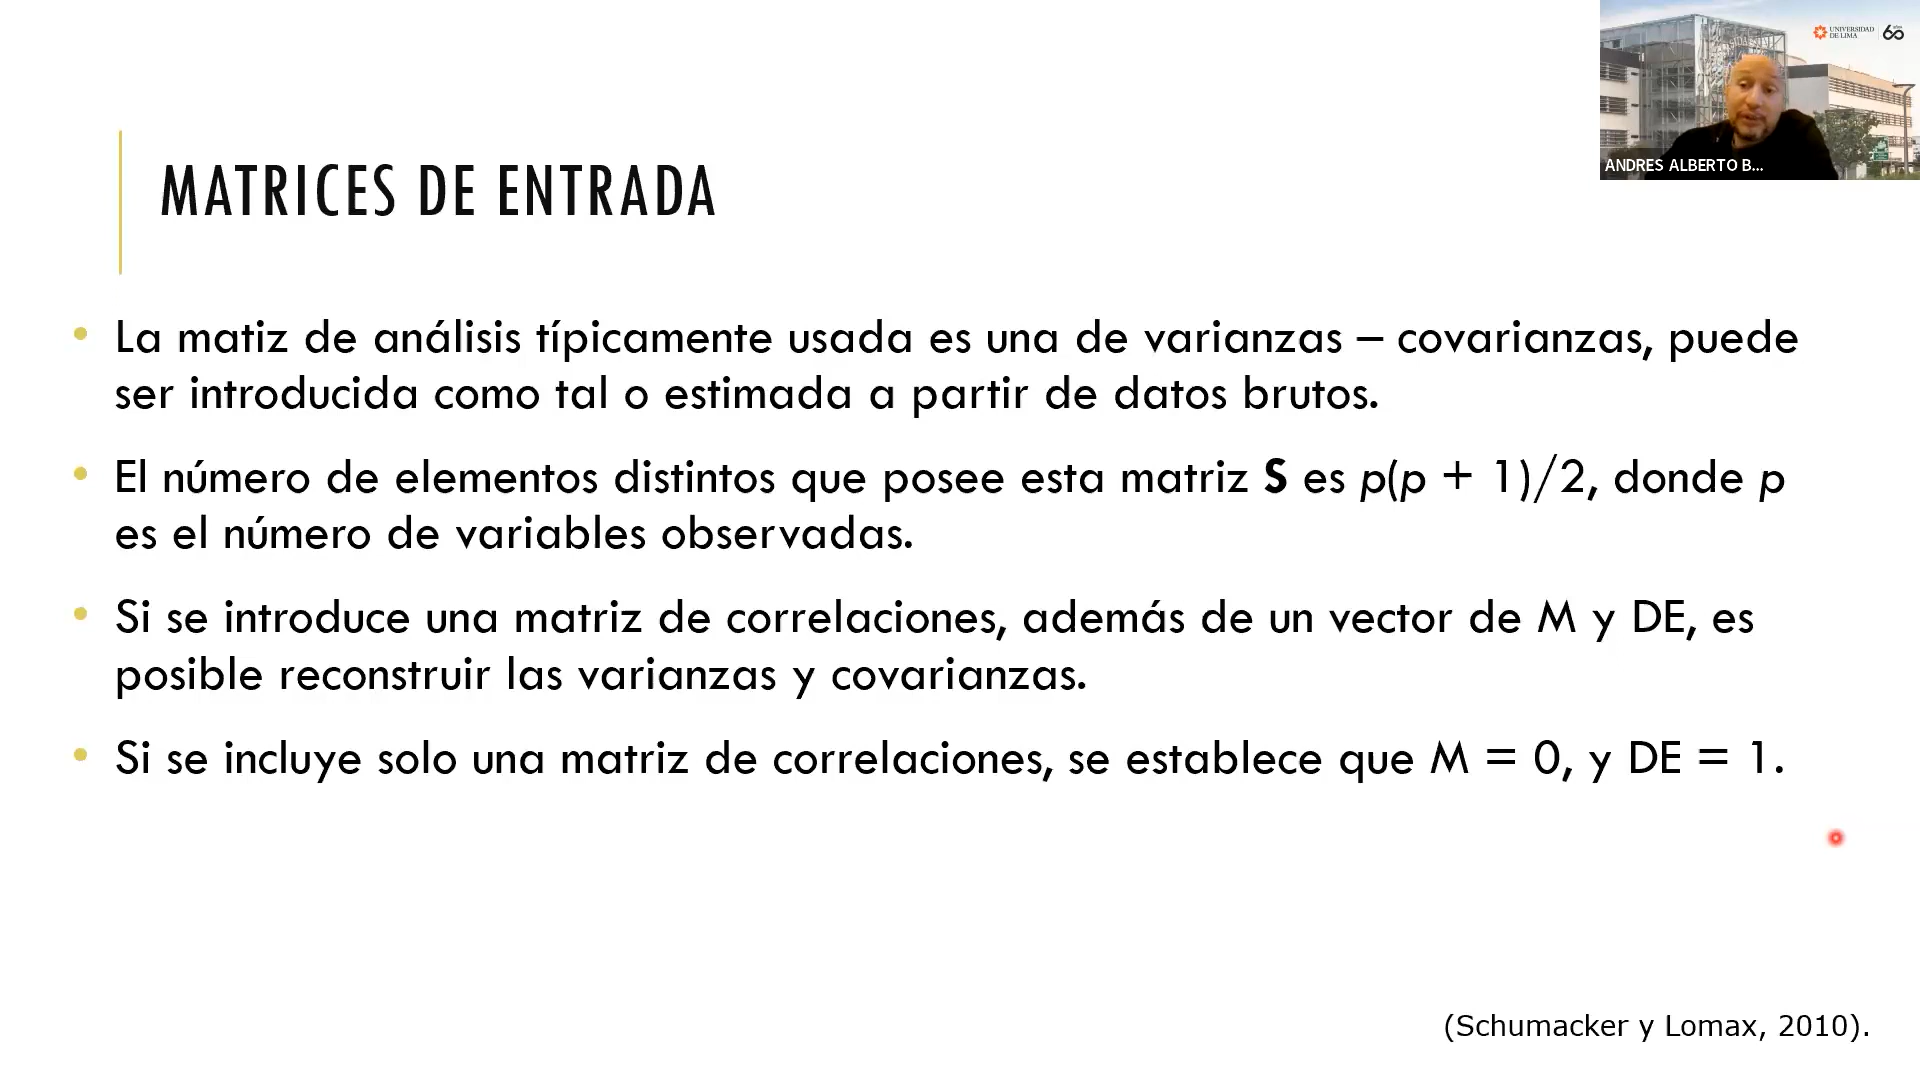 UNIVERSIDAD
DE LIMA
60
ANDRES ALBERTO B...
MATRICES DE ENTRADA
• La matiz de análisis típicamente usada es una de varianzas – covarianzas, puede
ser introducida como tal o estimada a partir de datos brutos.
• El número de elementos distintos que posee esta matriz S es p(p + 1)/2, donde p
es el número de variables observadas.
• Si se introduce una matriz de correlaciones, además de un vector de M y DE, es
posible reconstruir las varianzas y covarianzas.
• Si se incluye solo una matriz de correlaciones, se establece que M = 0, y DE = 1.
(Schumacker y Lomax, 2010).